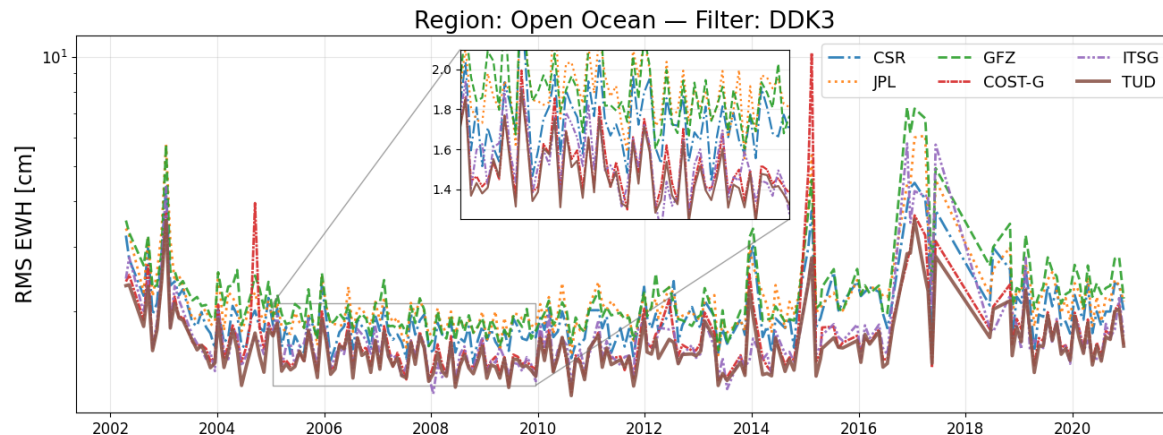 Region: Open Ocean — Filter: DDK3
RMS EWH [cm]
10¹
2.0
1.8
1.6
1.4
CSR GFZ ITSG
JPL COST-G TUD
2002 2004 2006 2008 2010 2012 2014 2016 2018 2020